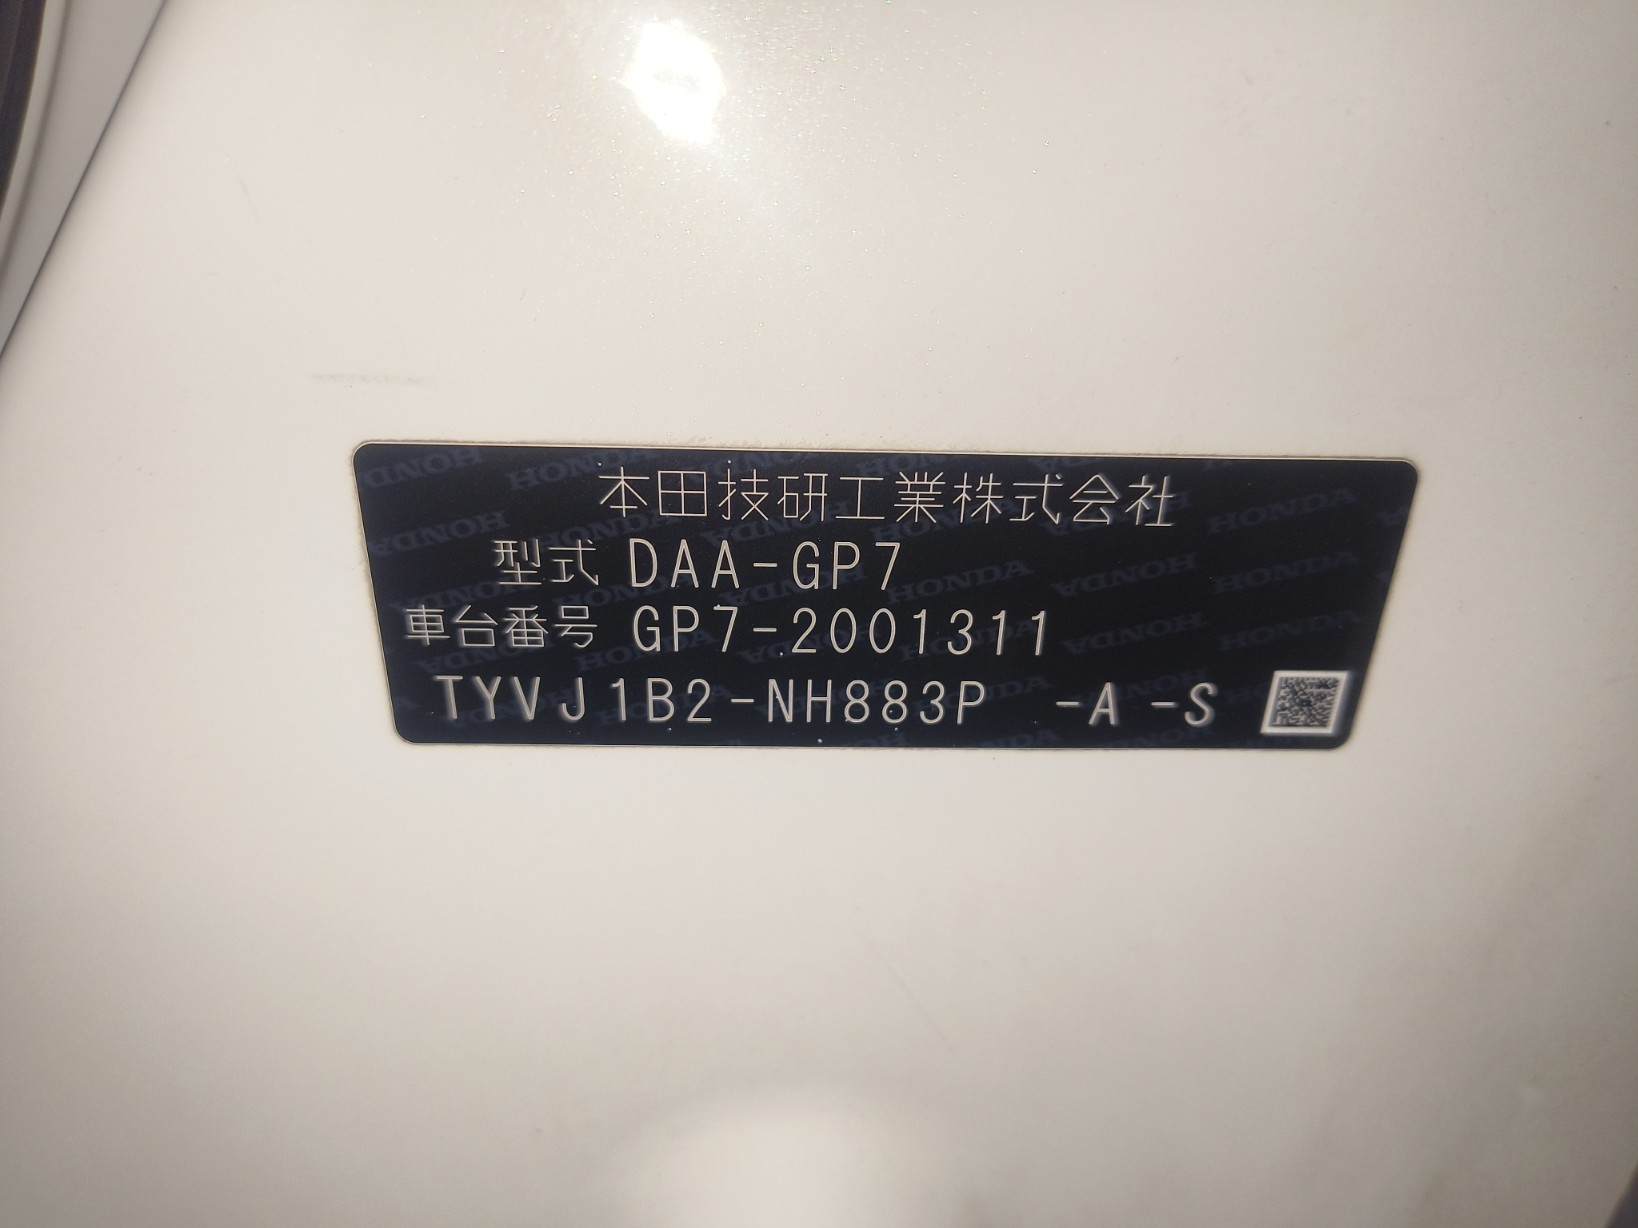 本田技研工業株式会社
型式 DAA-GP7
車台番号 GP7-2001311
TYVJ1B2-NH883P -A -S